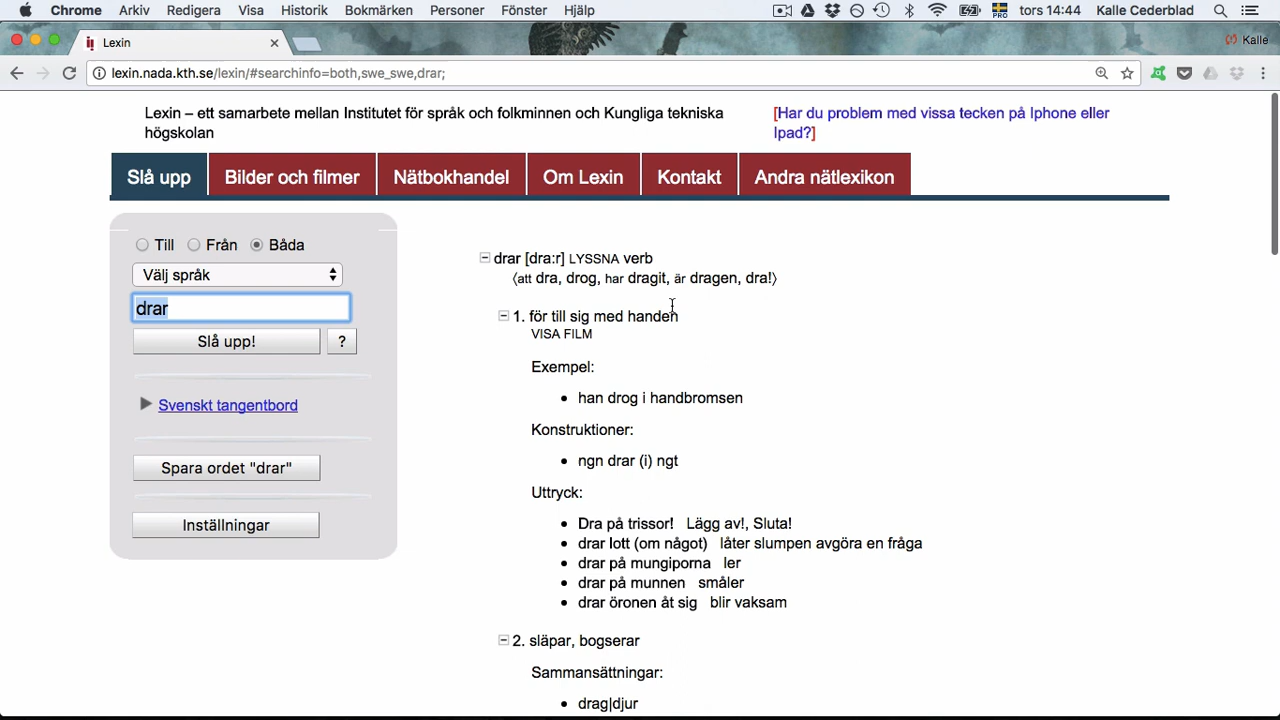 Chrome Arkiv Redigera Visa Historik Bokmärken Personer Fönster Hjälp PRO tors 14:44 Kalle Cederblad
Lexin Kalle
lexin.nada.kth.se/lexin/#searchinfo=both,swe_swe,drar;
Lexin – ett samarbete mellan Institutet för språk och folkminnen och Kungliga tekniska
högskolan
[Har du problem med vissa tecken på Iphone eller
Ipad?]
Slå upp Bilder och filmer Nätbokhandel Om Lexin Kontakt Andra nätlexikon
Till Från Båda
Välj språk
drar
Slå upp! ?
Svenskt tangentbord
Spara ordet "drar"
Inställningar
drar [dra:r] LYSSNA verb
⟨att dra, drog, har dragit, är dragen, dra!⟩
1. för till sig med handen
VISA FILM
Exempel:
• han drog i handbromsen
Konstruktioner:
• ngn drar (i) ngt
Uttryck:
• Dra på trissor! Lägg av!, Sluta!
• drar lott (om något) låter slumpen avgöra en fråga
• drar på mungiporna ler
• drar på munnen småler
• drar öronen åt sig blir vaksam
2. släpar, bogserar
Sammansättningar:
• drag|djur